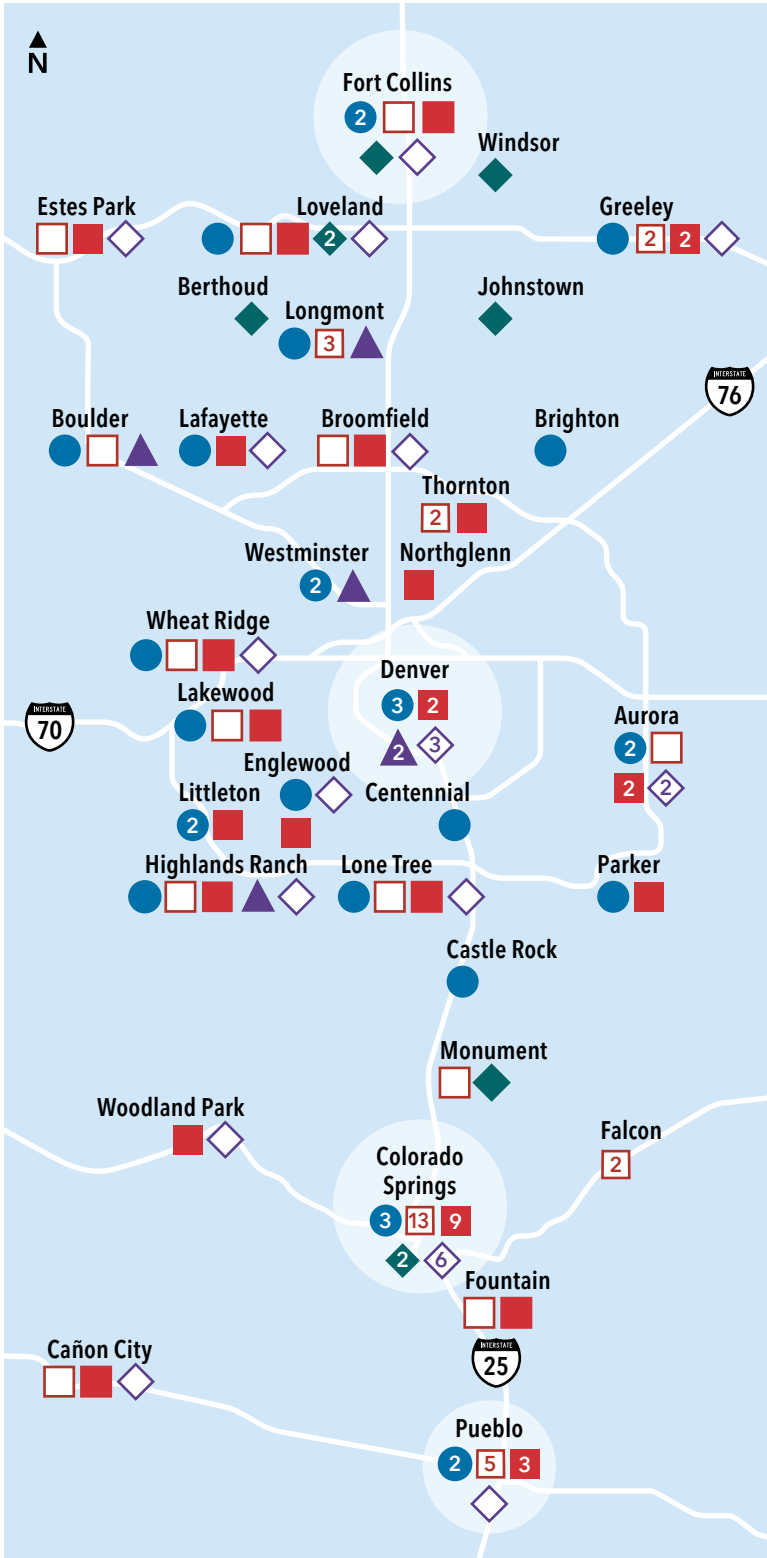 N
Fort Collins
2
Windsor
Estes Park
Loveland
2
Greeley
2 2
Berthoud
Johnstown
Longmont
3
INTERSTATE
76
Boulder
Lafayette
Broomfield
Brighton
Thornton
2
Westminster
2
Northglenn
Wheat Ridge
Denver
3 2
2 3
Lakewood
INTERSTATE
70
Aurora
2
2 2
Englewood
Littleton
2
Centennial
Highlands Ranch
Lone Tree
Parker
Castle Rock
Monument
Woodland Park
Falcon
2
Colorado
Springs
3 13 9
2 6
Fountain
INTERSTATE
25
Cañon City
Pueblo
2 5 3